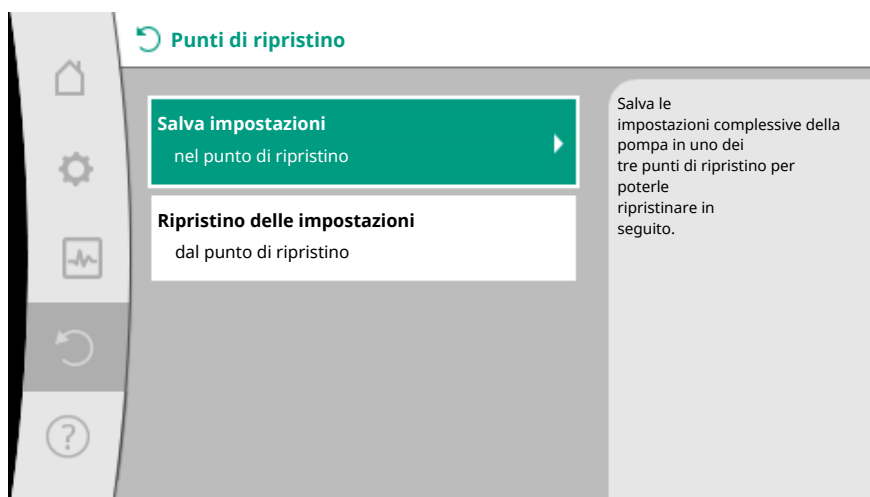 Punti di ripristino
Salva impostazioni
nel punto di ripristino
Ripristino delle impostazioni
dal punto di ripristino
Salva le
impostazioni complessive della
pompa in uno dei
tre punti di ripristino per
poterle
ripristinare in
seguito.
?